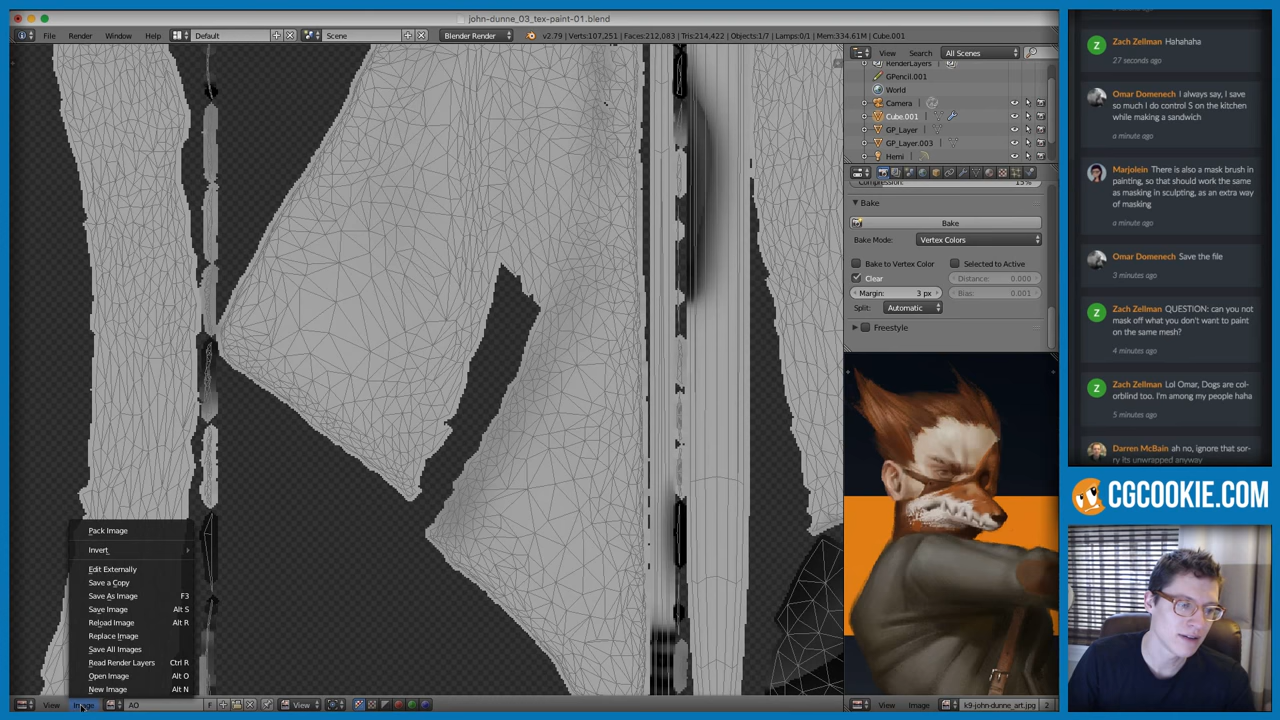 john-dunne_03_tex-paint-01.blend
File Render Window Help Default Scene Blender Render v2.79 | Verts:107,251 | Faces:212,083 | Tris:214,422 | Objects:1/7 | Lamps:0/1 | Mem:334.61M | Cube.001
View Search All Scenes
RenderLayers
GPencil.001
World
Camera
Cube.001
GP_Layer
GP_Layer.003
Hemi
Compression: 15%
Bake
Bake
Bake Mode: Vertex Colors
Bake to Vertex Color Selected to Active
Clear Distance: 0.000
Margin: 3 px Bias: 0.001
Split: Automatic
Freestyle
Pack Image
Invert
Edit Externally
Save a Copy
Save As Image F3
Save Image Alt S
Reload Image Alt R
Replace Image
Save All Images
Read Render Layers Ctrl R
Open Image Alt O
New Image Alt N
View Image AO F View
View Image k9-john-dunne_art.jpg 2
Z Zach Zellman Hahahaha
27 seconds ago
Omar Domenech I always say, I save
so much I do control S on the kitchen
while making a sandwich
a minute ago
Marjolein There is also a mask brush in
painting, so that should work the same
as masking in sculpting, as an extra way
of masking
a minute ago
Omar Domenech Save the file
3 minutes ago
Z Zach Zellman QUESTION: can you not
mask off what you don't want to paint
on the same mesh?
4 minutes ago
Z Zach Zellman Lol Omar, Dogs are col-
orblind too. I'm among my people haha
5 minutes ago
Darren McBain ah no, ignore that sor-
ry its unwrapped anyway
CGCOOKIE.COM